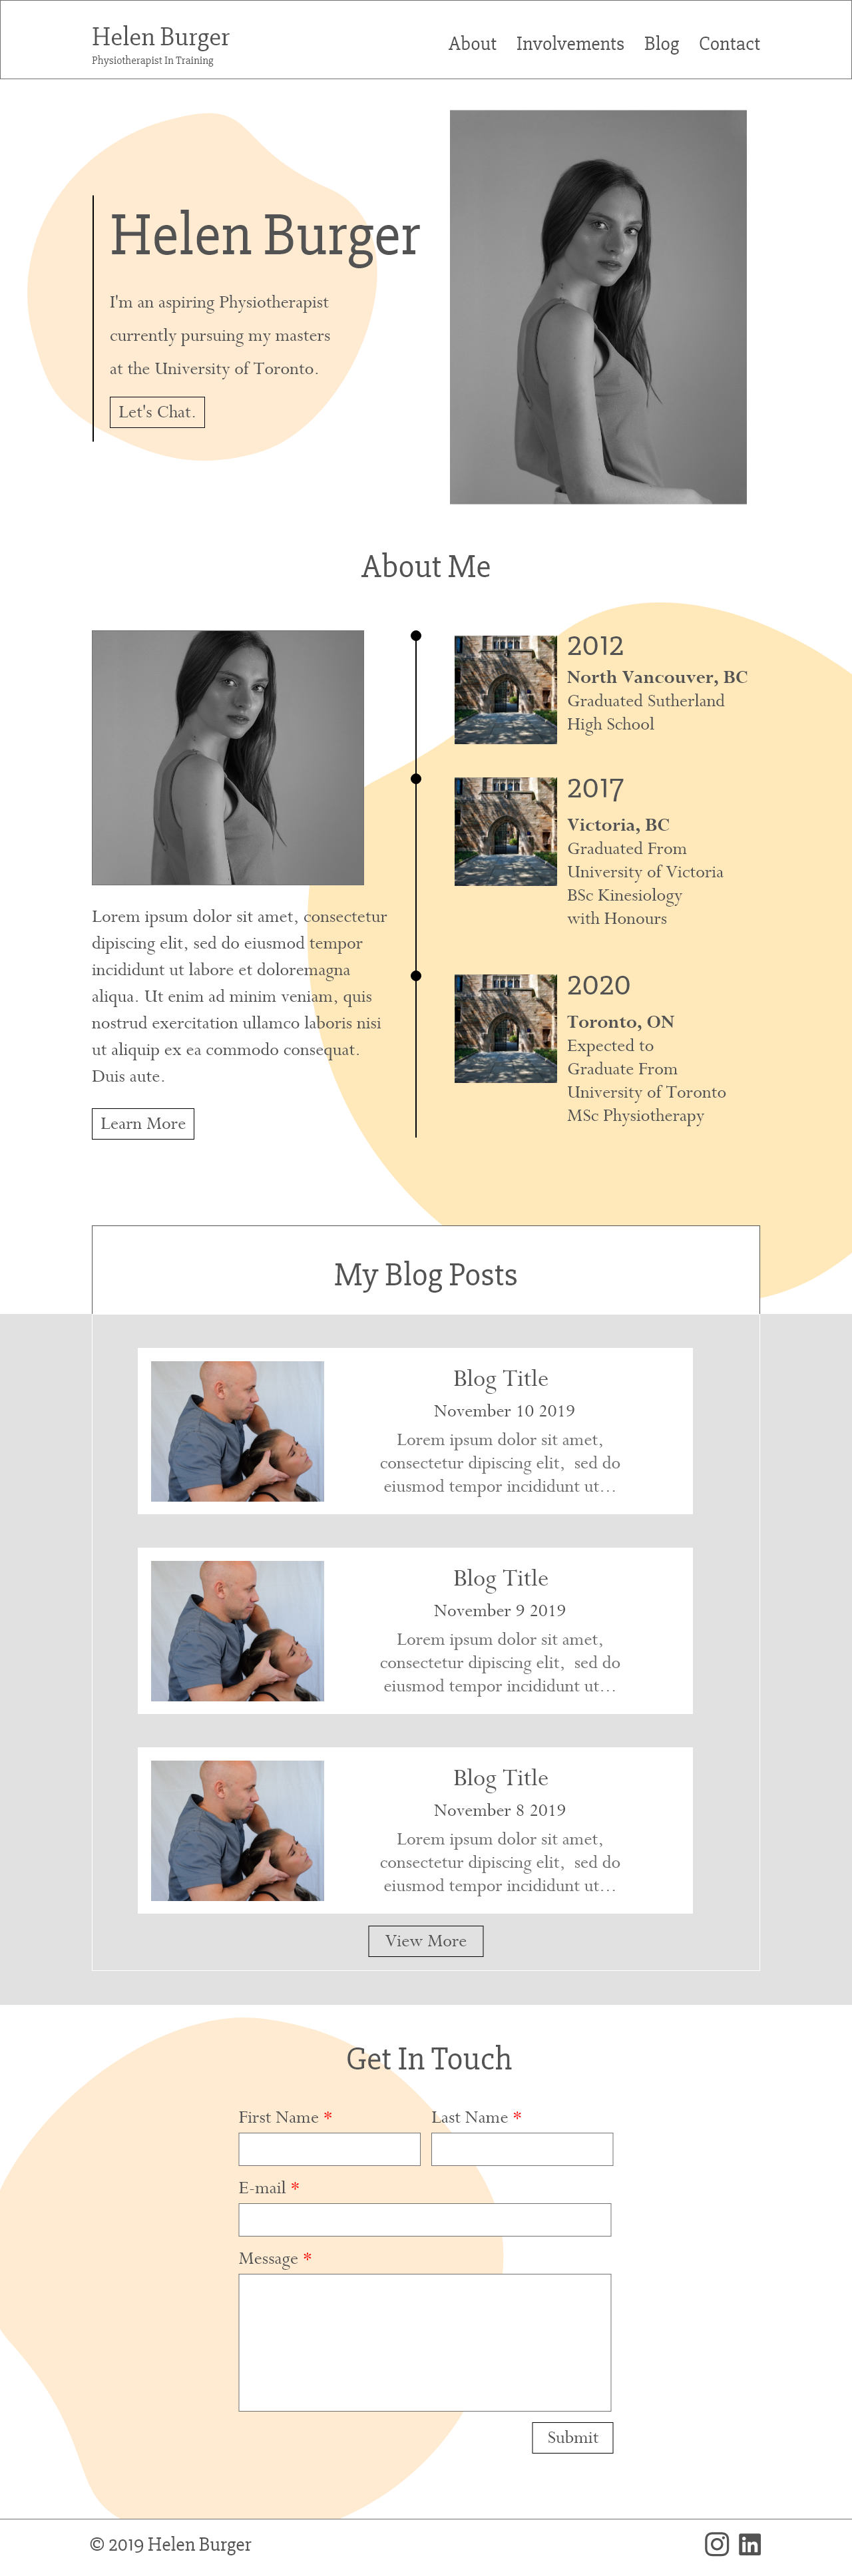 Helen Burger
Physiotherapist In Training
About Involvements Blog Contact
Helen Burger
I'm an aspiring Physiotherapist
currently pursuing my masters
at the University of Toronto.
Let's Chat.
About Me
Lorem ipsum dolor sit amet, consectetur
dipiscing elit, sed do eiusmod tempor
incididunt ut labore et doloremagna
aliqua. Ut enim ad minim veniam, quis
nostrud exercitation ullamco laboris nisi
ut aliquip ex ea commodo consequat.
Duis aute.
Learn More
2012
North Vancouver, BC
Graduated Sutherland
High School
2017
Victoria, BC
Graduated From
University of Victoria
BSc Kinesiology
with Honours
2020
Toronto, ON
Expected to
Graduate From
University of Toronto
MSc Physiotherapy
My Blog Posts
Blog Title
November 10 2019
Lorem ipsum dolor sit amet,
consectetur dipiscing elit, sed do
eiusmod tempor incididunt ut...
Blog Title
November 9 2019
Lorem ipsum dolor sit amet,
consectetur dipiscing elit, sed do
eiusmod tempor incididunt ut...
Blog Title
November 8 2019
Lorem ipsum dolor sit amet,
consectetur dipiscing elit, sed do
eiusmod tempor incididunt ut...
View More
Get In Touch
First Name * Last Name *
E-mail *
Message *
Submit
© 2019 Helen Burger
in